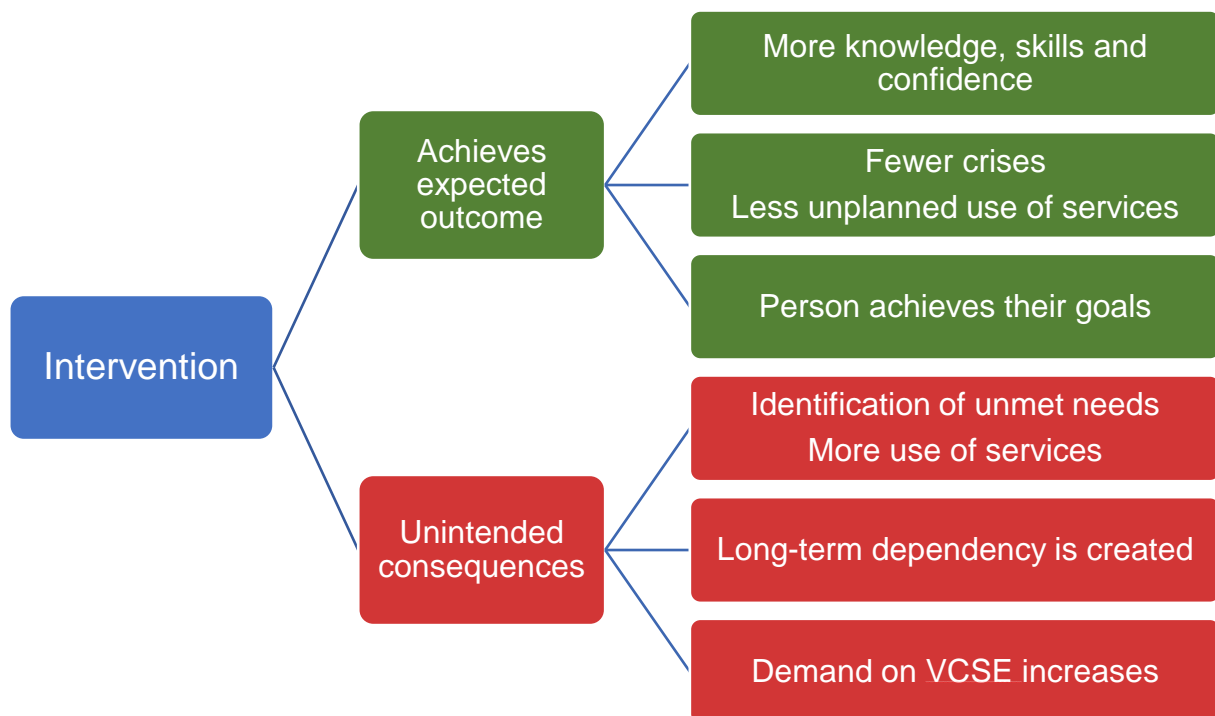 Intervention
Achieves
expected
outcome
More knowledge, skills and
confidence
Fewer crises
Less unplanned use of services
Person achieves their goals
Unintended
consequences
Identification of unmet needs
More use of services
Long-term dependency is created
Demand on VCSE increases